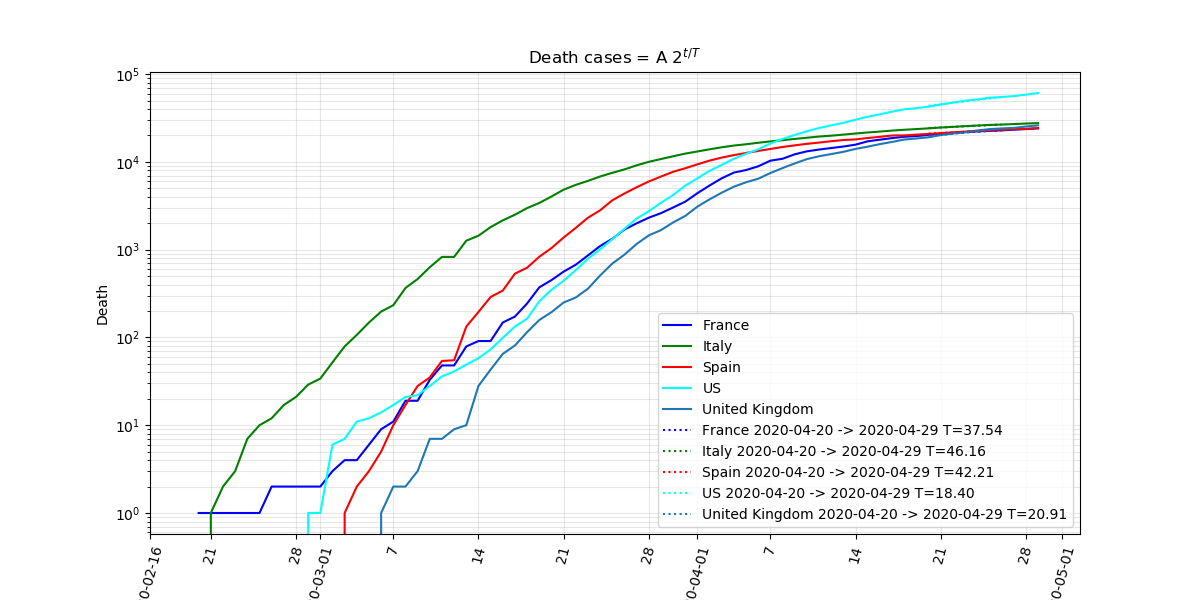 Death cases = A 2^{t/T}
Death
10^5
10^4
10^3
10^2
10^1
10^0
France
Italy
Spain
US
United Kingdom
France 2020-04-20 -> 2020-04-29 T=37.54
Italy 2020-04-20 -> 2020-04-29 T=46.16
Spain 2020-04-20 -> 2020-04-29 T=42.21
US 2020-04-20 -> 2020-04-29 T=18.40
United Kingdom 2020-04-20 -> 2020-04-29 T=20.91
0-02-16
21
28
0-03-01
7
14
21
28
0-04-01
7
14
21
28
0-05-01